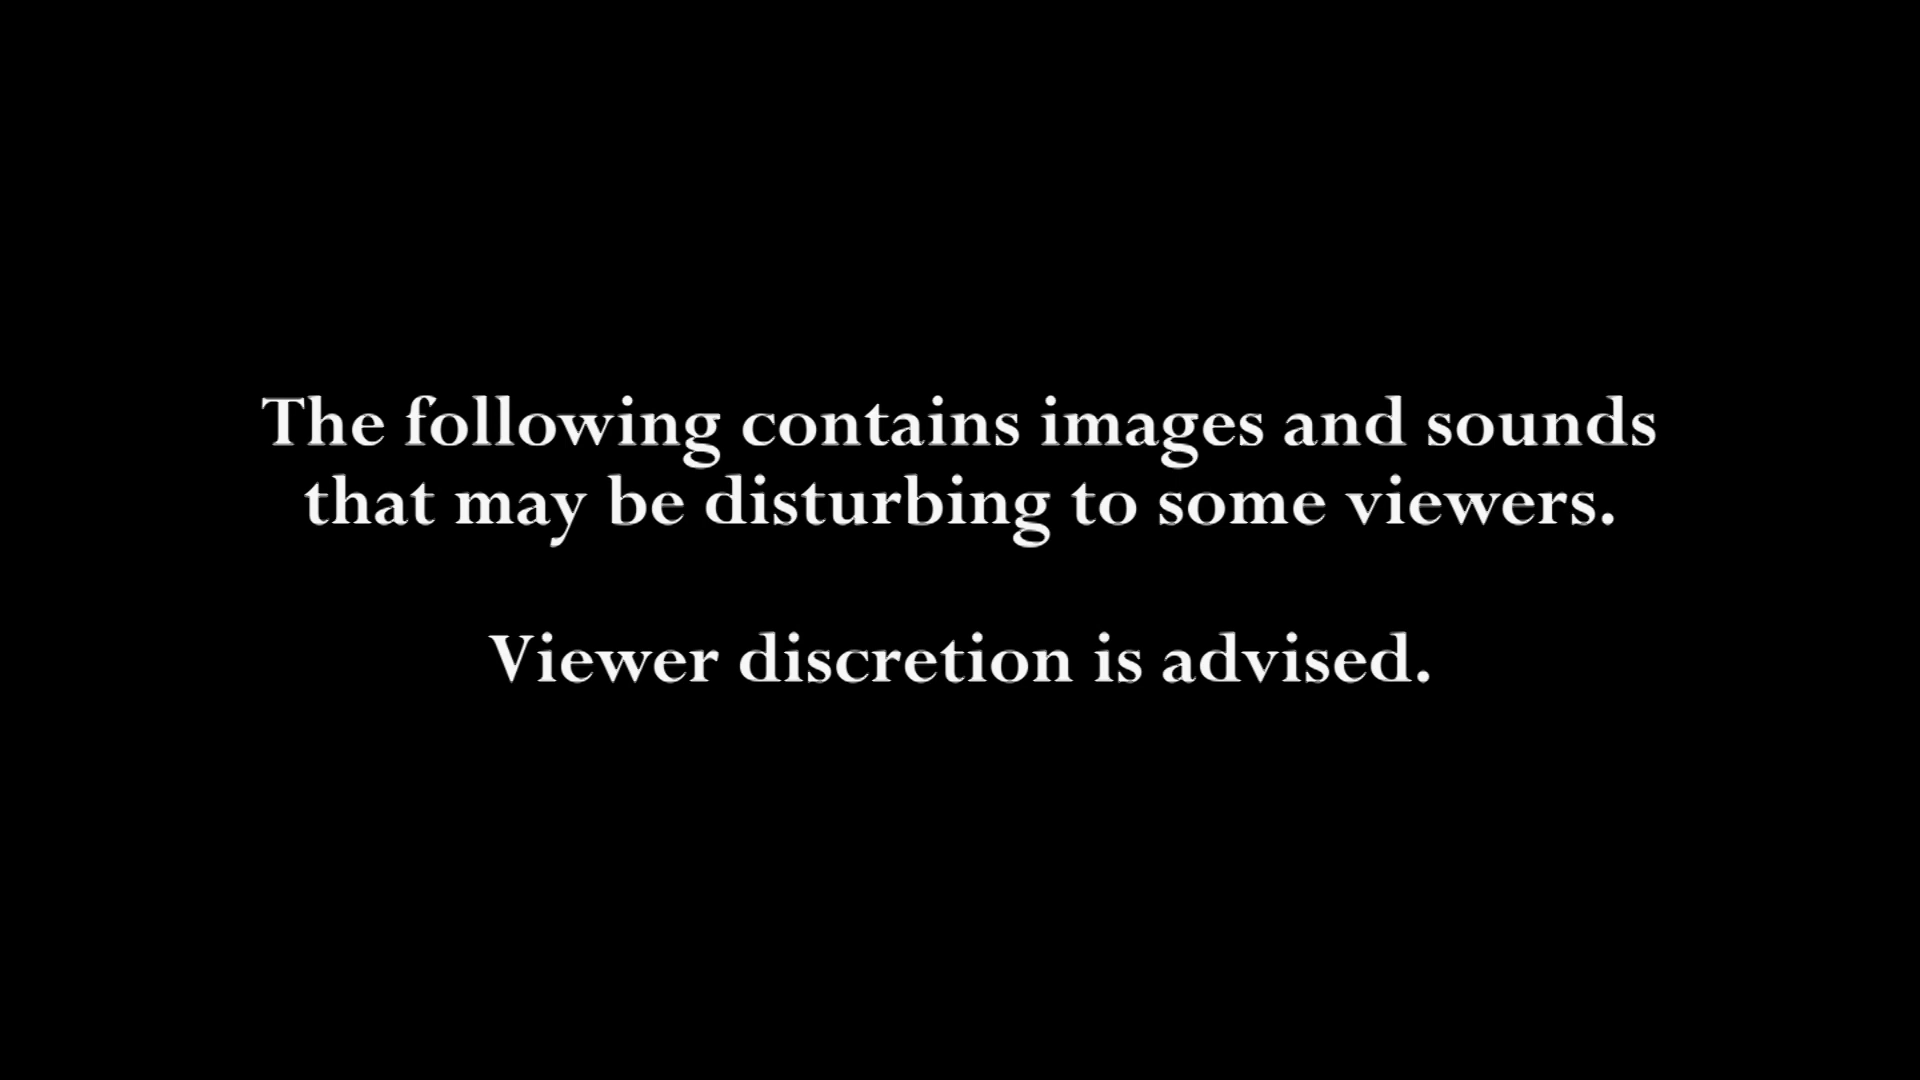 The following contains images and sounds
that may be disturbing to some viewers.
Viewer discretion is advised.